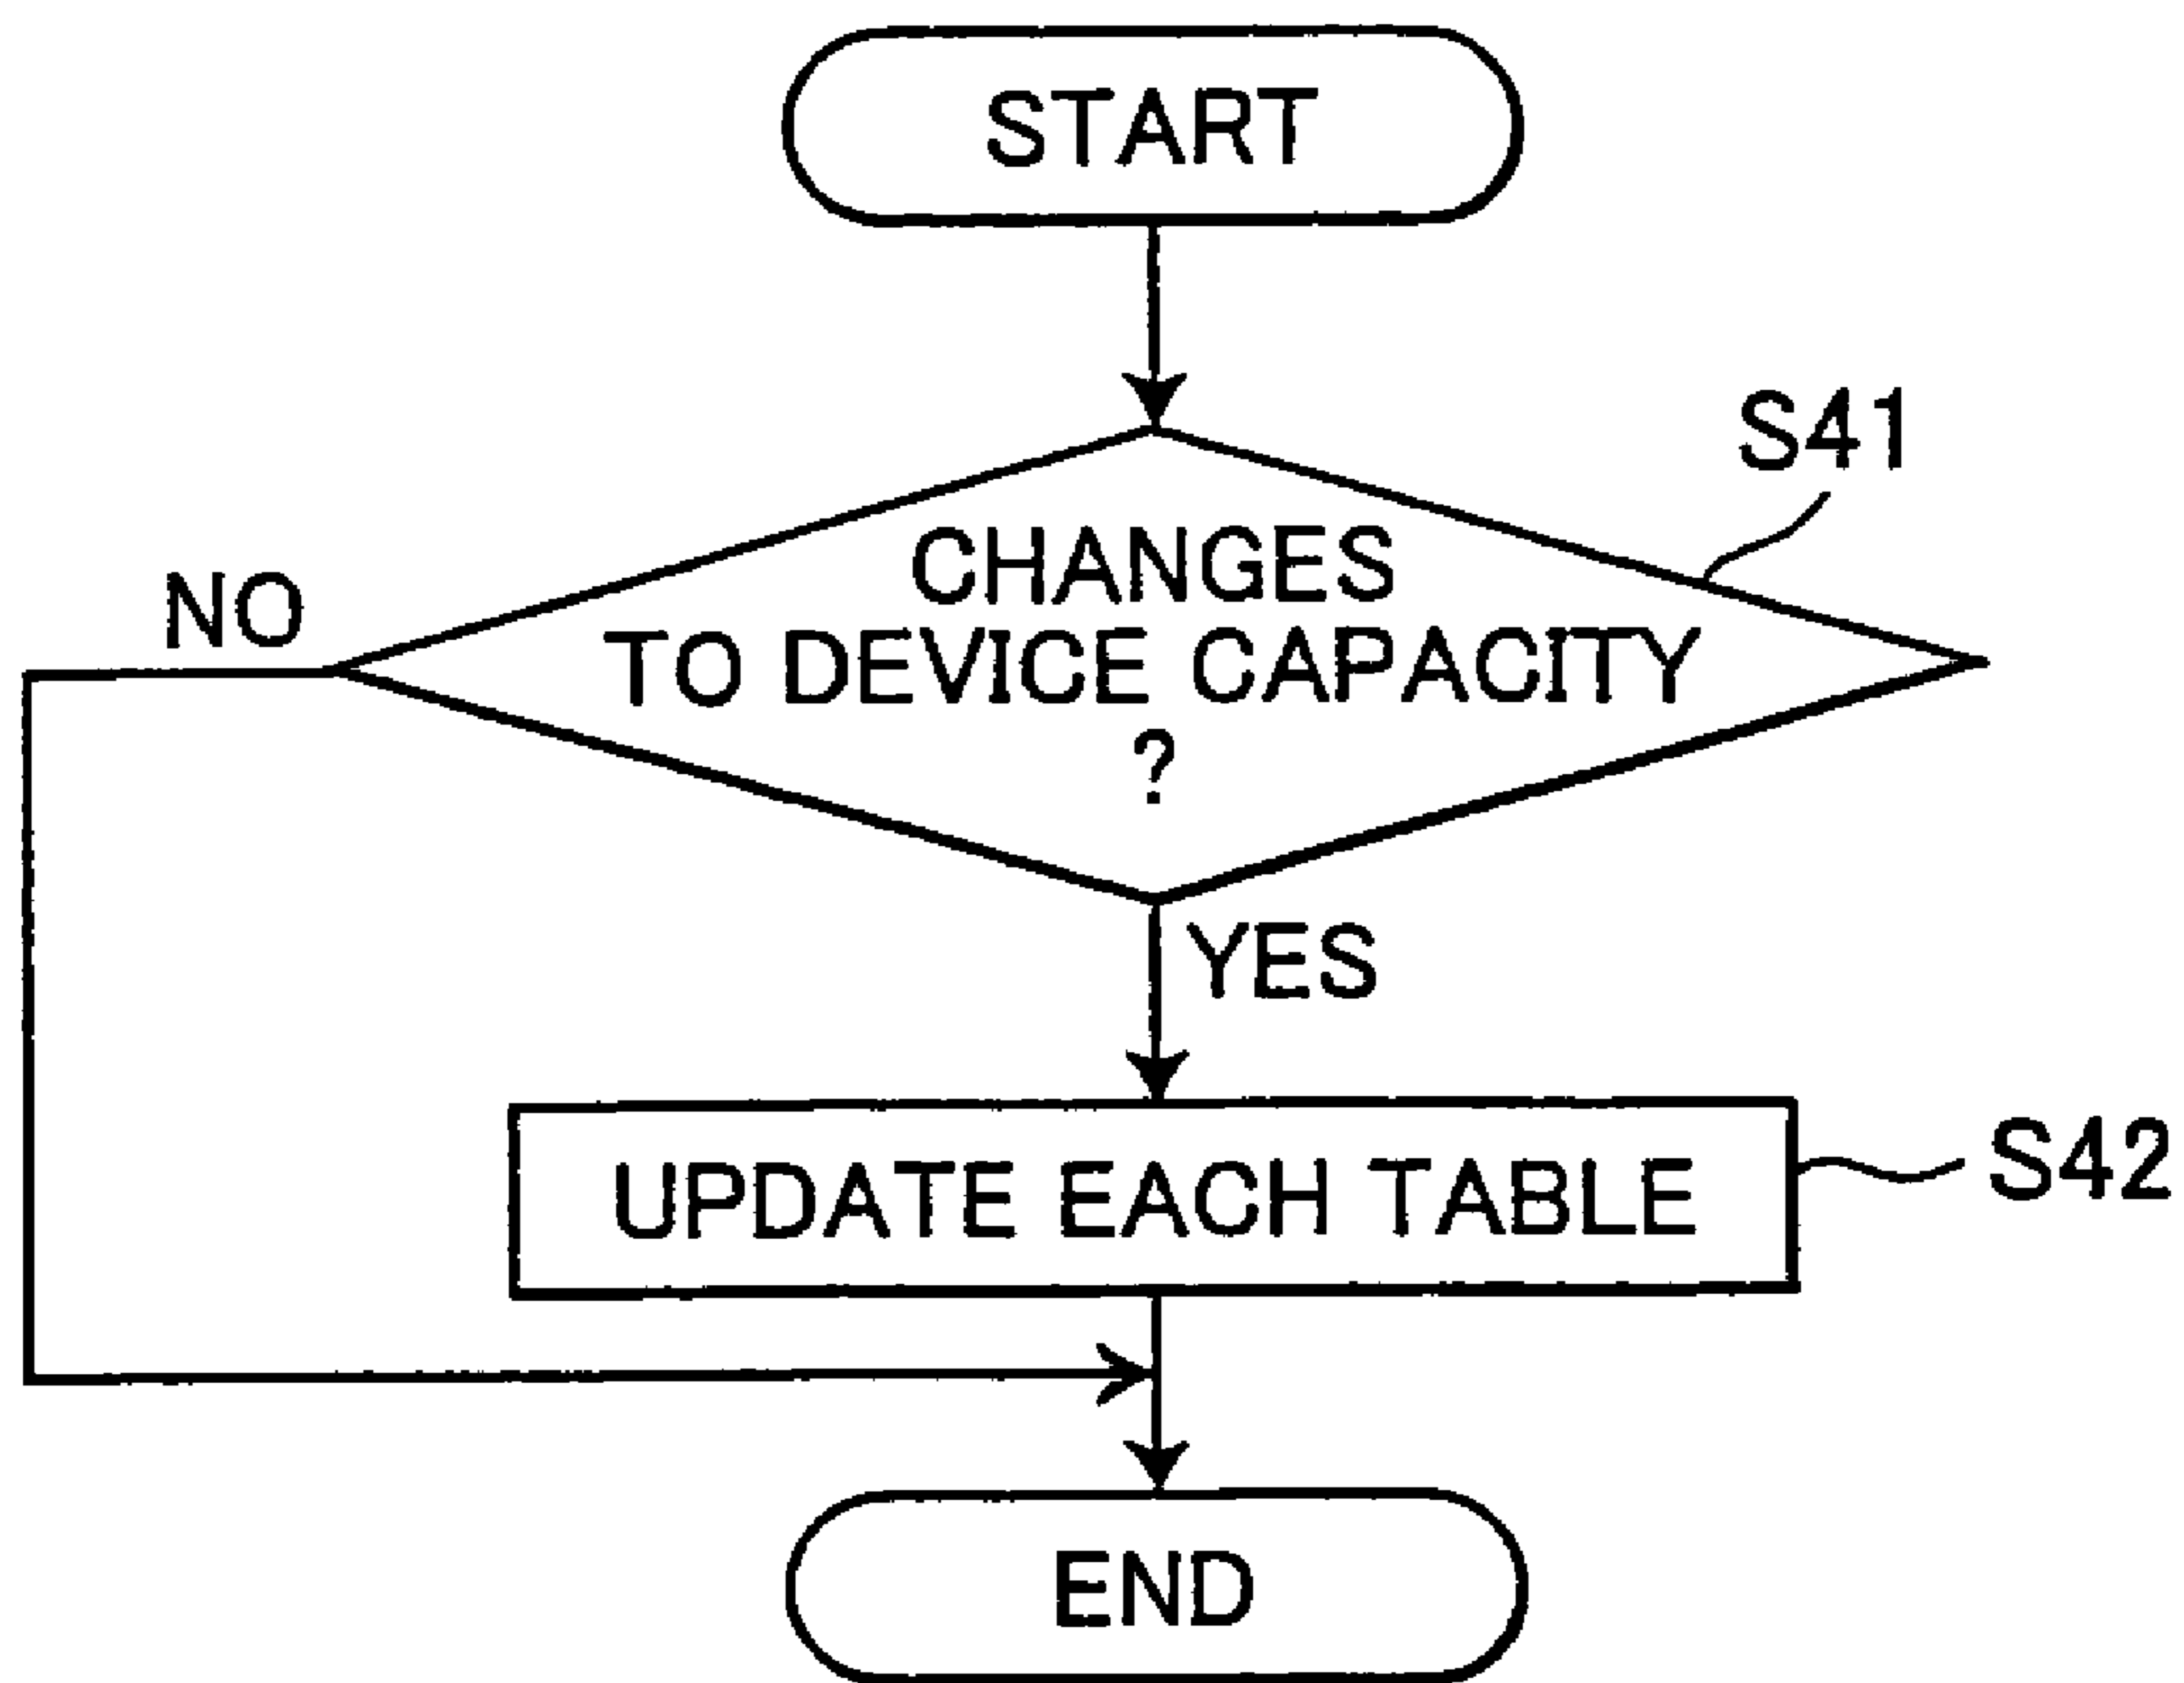 START
S41
CHANGES
TO DEVICE CAPACITY
?
NO
YES
UPDATE EACH TABLE
S42
END